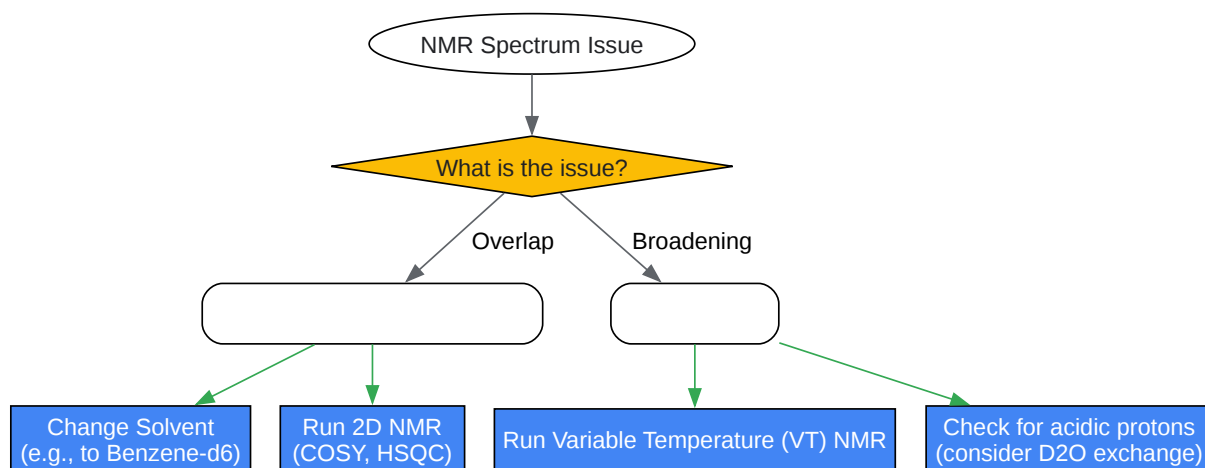 NMR Spectrum Issue
What is the issue?
Overlap
Broadening
Change Solvent
(e.g., to Benzene-d6)
Run 2D NMR
(COSY, HSQC)
Run Variable Temperature (VT) NMR
Check for acidic protons
(consider D2O exchange)